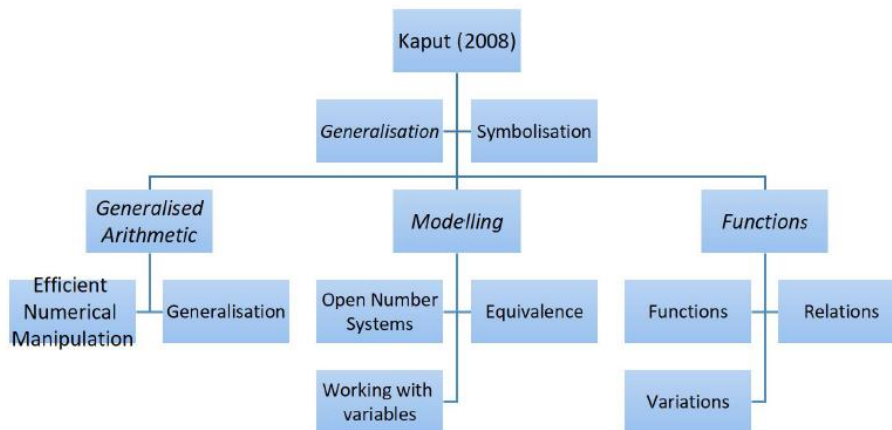 Kaput (2008)
Generalisation
Symbolisation
Generalised
Arithmetic
Modelling
Functions
Efficient
Numerical
Manipulation
Generalisation
Open Number
Systems
Equivalence
Functions
Relations
Working with
variables
Variations